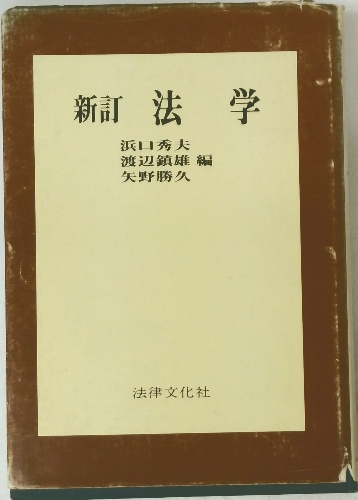 新訂 法 学
浜口秀夫
渡辺鎮雄 編
矢野勝久
法律文化社